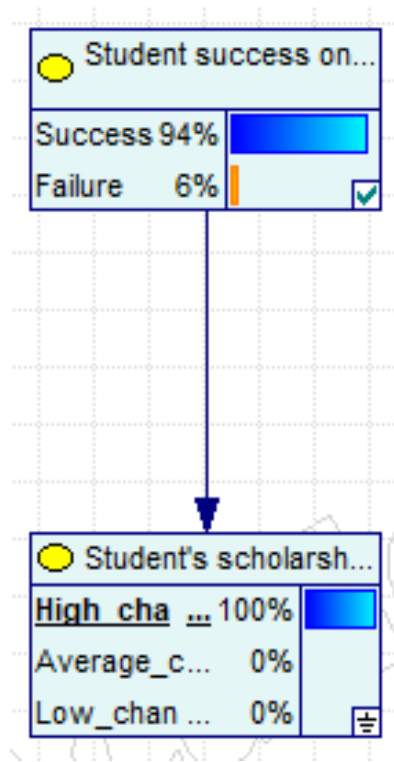 Student success on...
Success 94%
Failure 6%
Student's scholarsh...
High_cha ... 100%
Average_c... 0%
Low_chan ... 0%